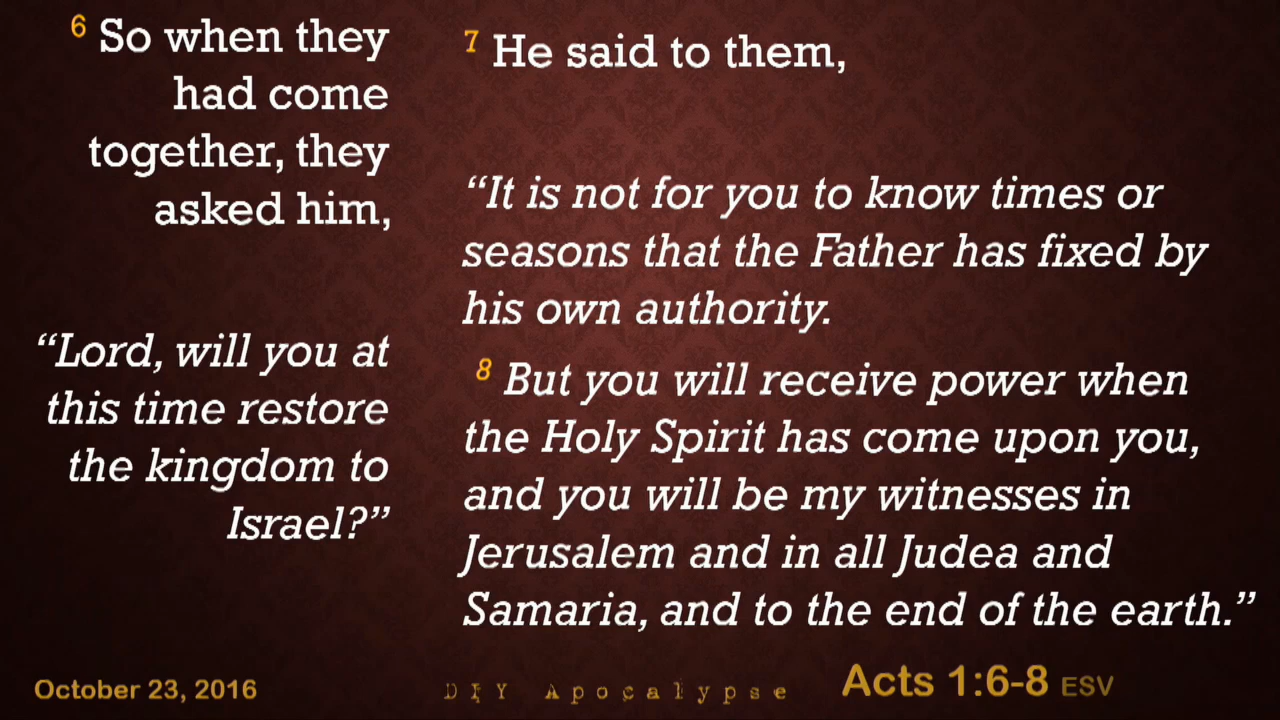 6 So when they
had come
together, they
asked him,
“Lord, will you at
this time restore
the kingdom to
Israel?”
7 He said to them,
“It is not for you to know times or
seasons that the Father has fixed by
his own authority.
8 But you will receive power when
the Holy Spirit has come upon you,
and you will be my witnesses in
Jerusalem and in all Judea and
Samaria, and to the end of the earth.”
October 23, 2016
DIY Apocalypse
Acts 1:6-8 ESV